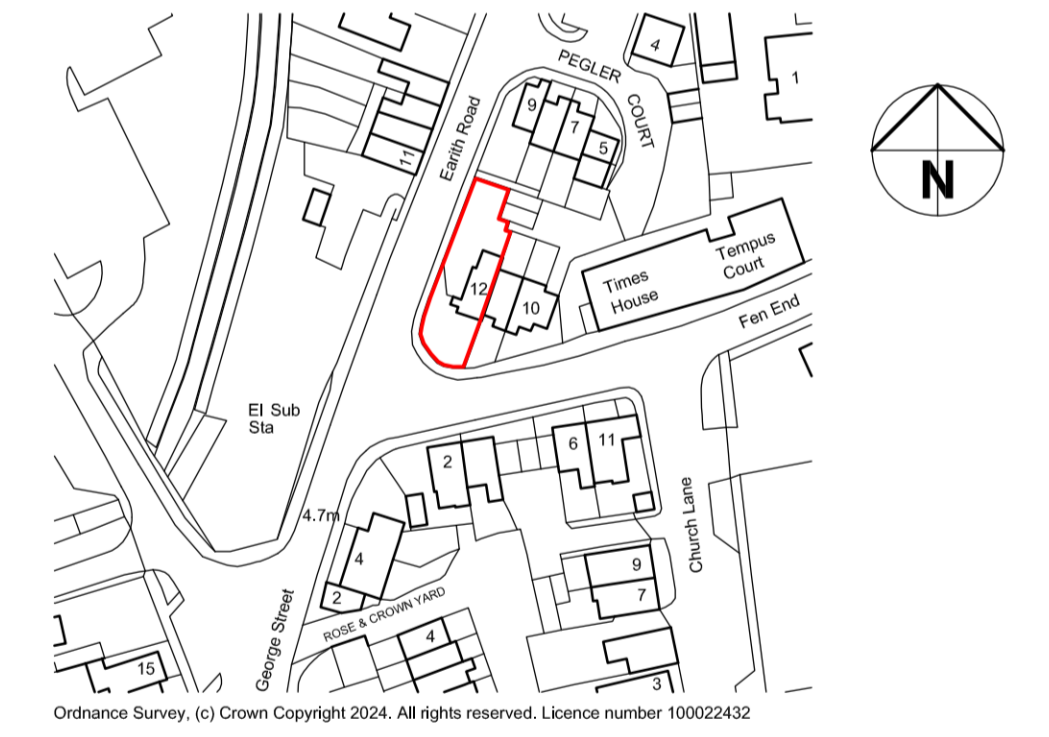 4
1
PEGLER
COURT
9
7
5
Earith Road
11
N
Tempus
Court
Times
House
12
10
Fen End
El Sub
Sta
2
6
11
4.7m
4
2
Church Lane
9
7
ROSE & CROWN YARD
George Street
4
15
3
Ordnance Survey, (c) Crown Copyright 2024. All rights reserved. Licence number 100022432